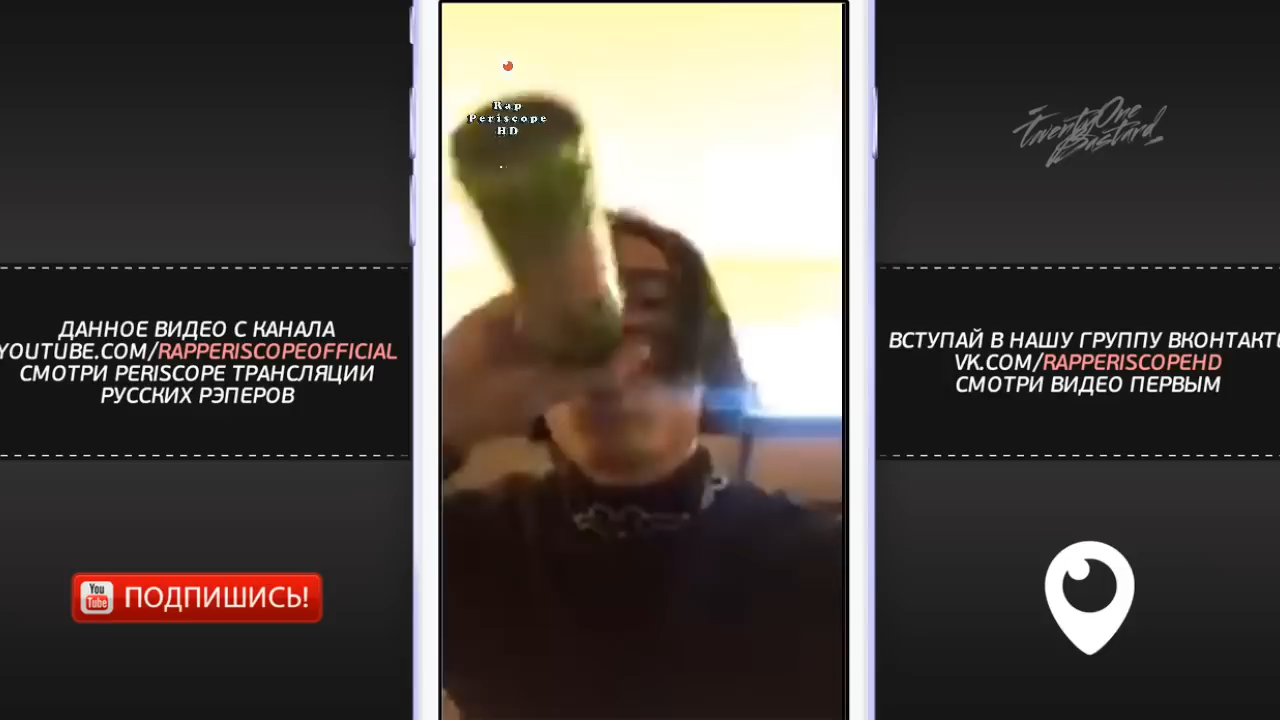 Rap
Periscope
HD
TwentyOne
Bastard
ДАННОЕ ВИДЕО С КАНАЛА
YOUTUBE.COM/RAPPERISCOPEOFFICIAL
СМОТРИ PERISCOPE ТРАНСЛЯЦИИ
РУССКИХ РЭПЕРОВ
ВСТУПАЙ В НАШУ ГРУППУ ВКОНТАКТЕ
VK.COM/RAPPERISCOPEHD
СМОТРИ ВИДЕО ПЕРВЫМ
You
Tube
ПОДПИШИСЬ!